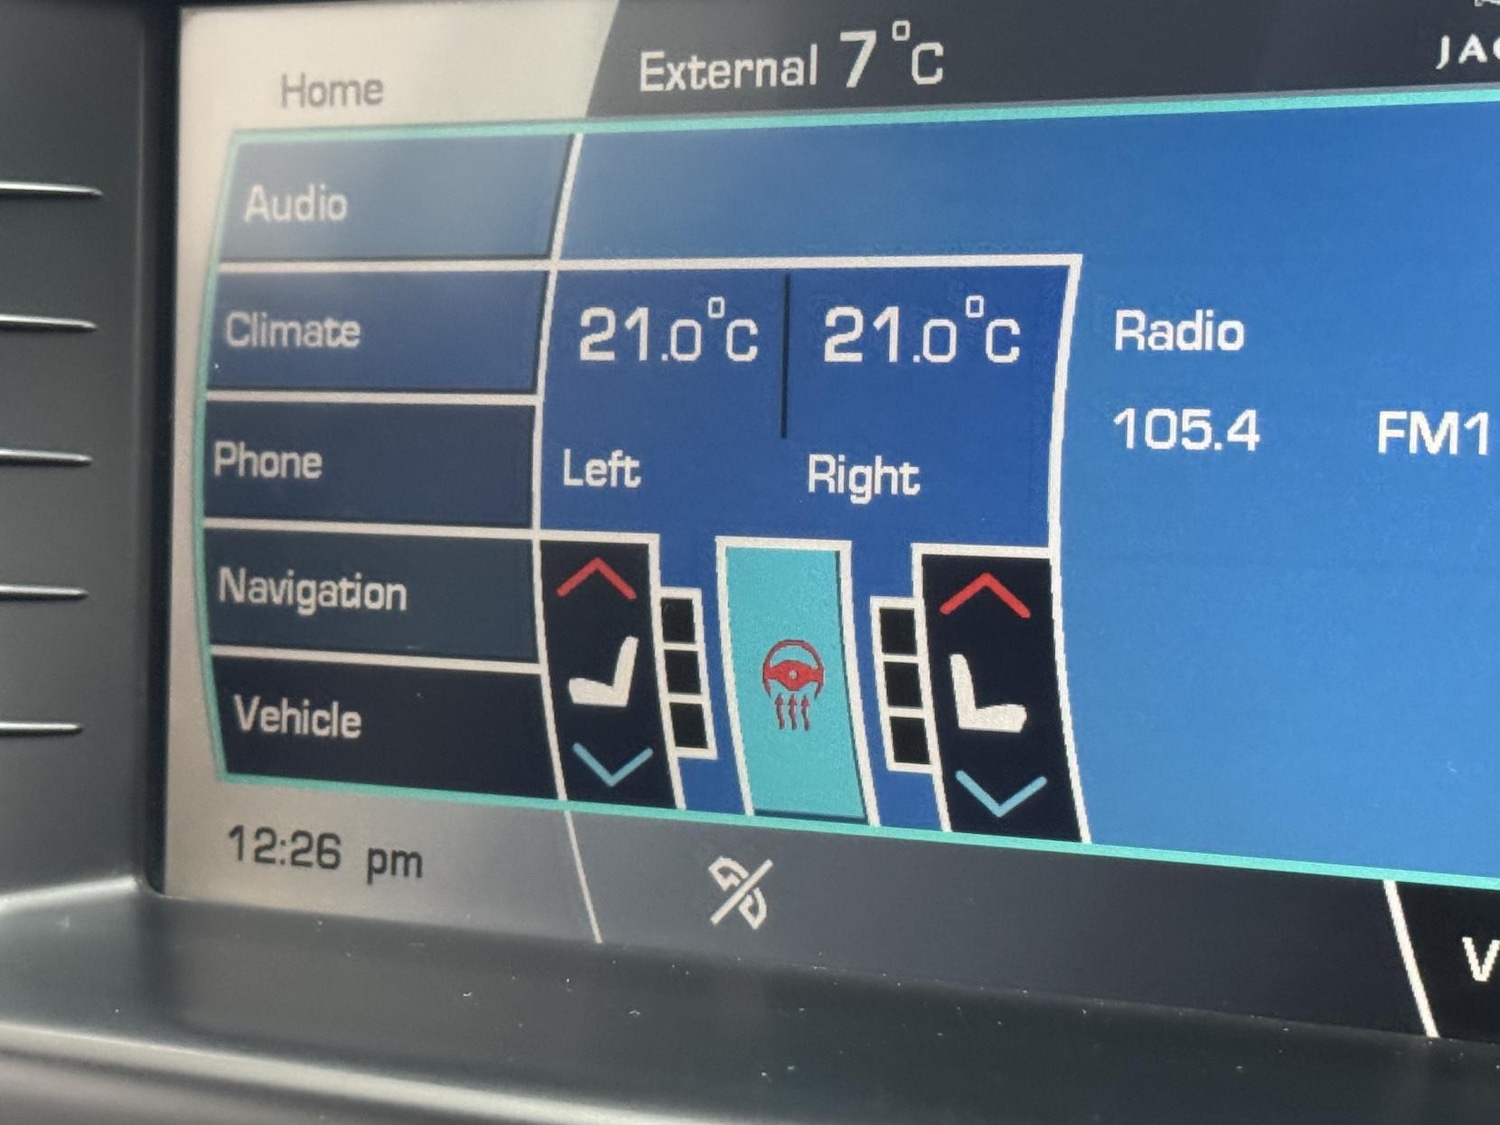 Home
External 7°C
Audio
Climate
21.0°C
21.0°C
Radio
105.4 FM1
Phone
Left
Right
Navigation
Vehicle
12:26 pm
JAG
V